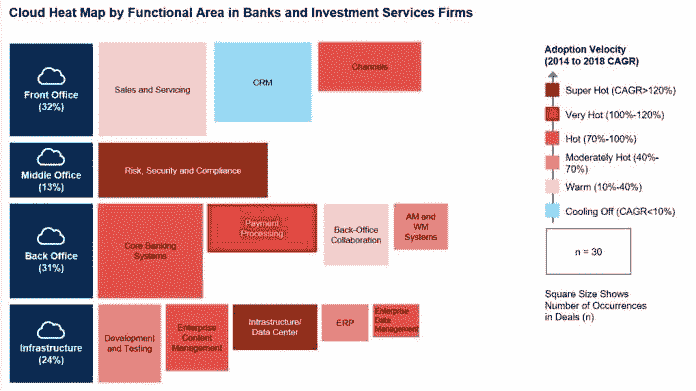 Cloud Heat Map by Functional Area in Banks and Investment Services Firms
Front Office
(32%)
Sales and Servicing
CRM
Channels
Middle Office
(13%)
Risk, Security and Compliance
Back Office
(31%)
Core Banking
Systems
Payment
Processing
Back-Office
Collaboration
AM and
WM
Systems
Infrastructure
(24%)
Development
and Testing
Enterprise
Content
Management
Infrastructure/
Data Center
ERP
Enterprise
Data
Management
Adoption Velocity
(2014 to 2018 CAGR)
Super Hot (CAGR>120%)
Very Hot (100%-120%)
Hot (70%-100%)
Moderately Hot (40%-
70%)
Warm (10%-40%)
Cooling Off (CAGR<10%)
n = 30
Square Size Shows
Number of Occurrences
in Deals (n)